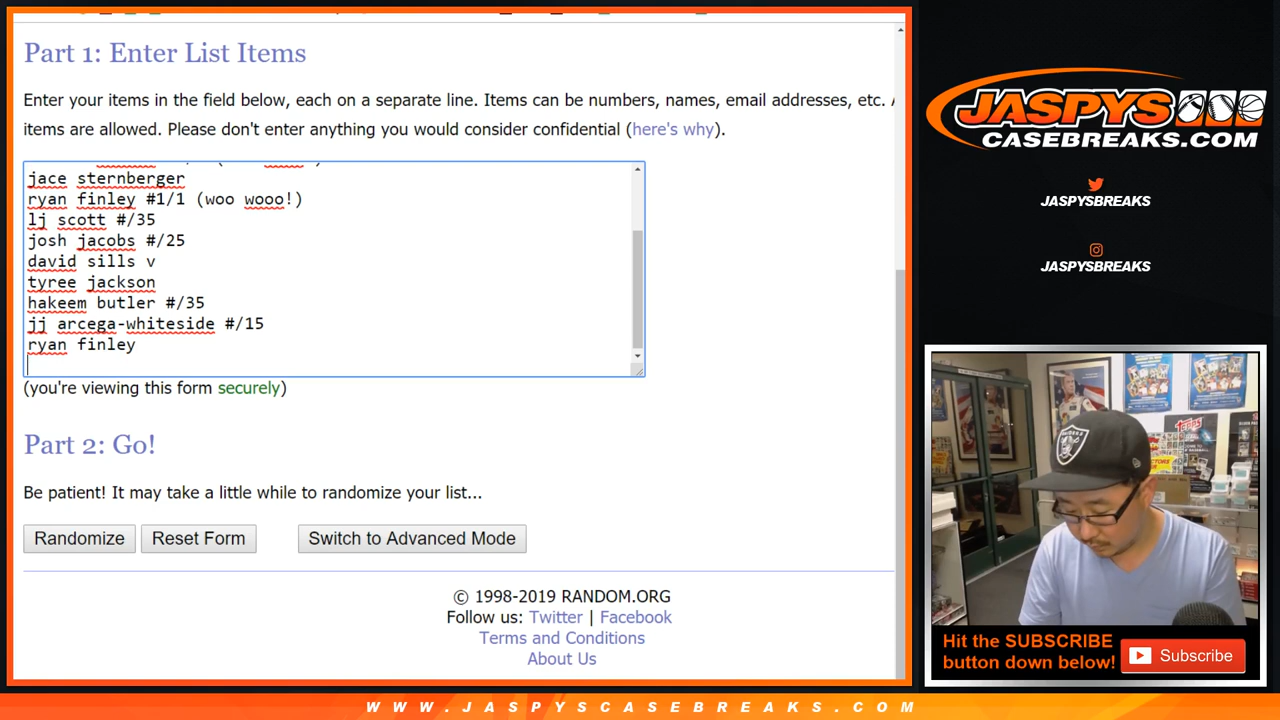 Part 1: Enter List Items
Enter your items in the field below, each on a separate line. Items can be numbers, names, email addresses, etc.
items are allowed. Please don't enter anything you would consider confidential (here's why).
jace sternberger
ryan finley #1/1 (woo wooo!)
lj scott #/35
josh jacobs #/25
david sills v
tyree jackson
hakeem butler #/35
jj arcega-whiteside #/15
ryan finley
(you're viewing this form securely)
Part 2: Go!
Be patient! It may take a little while to randomize your list...
Randomize Reset Form Switch to Advanced Mode
© 1998-2019 RANDOM.ORG
Follow us: Twitter | Facebook
Terms and Conditions
About Us
JASPYS
CASEBREAKS.COM
JASPYSBREAKS
JASPYSBREAKS
RAIDERS
topps
Hit the SUBSCRIBE
button down below!
Subscribe
WWW.JASPYSCASEBREAKS.COM